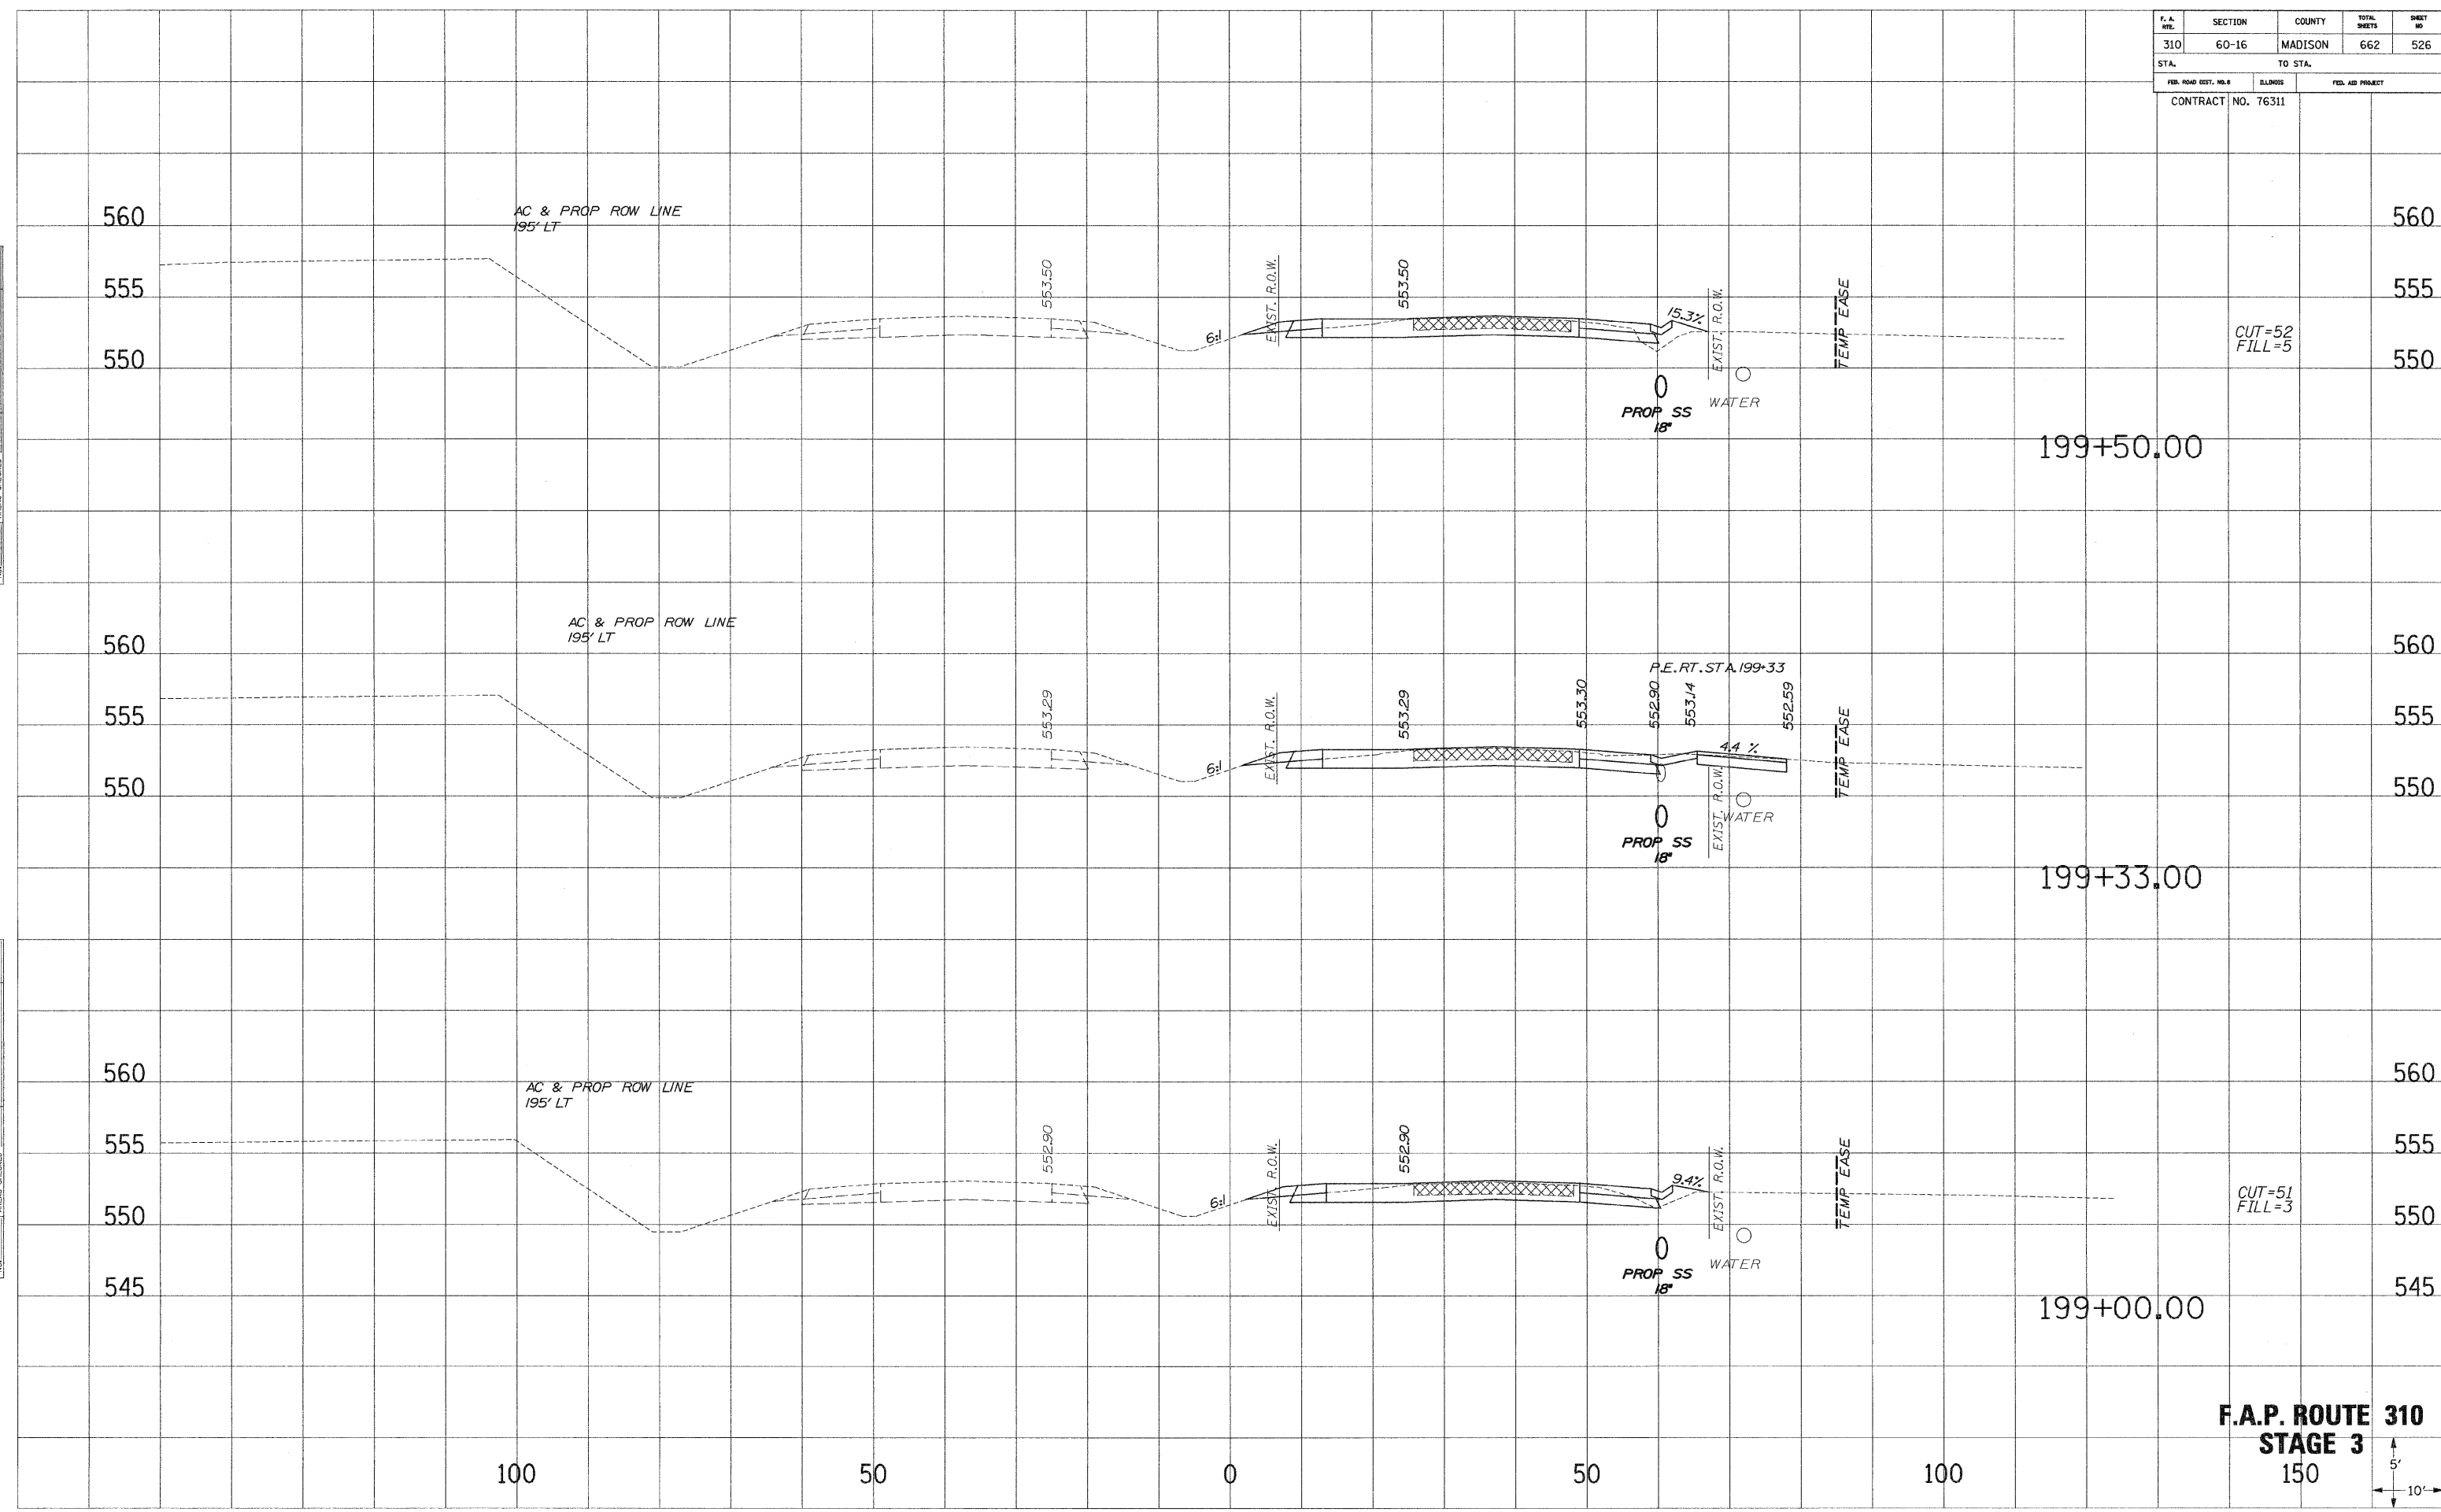 F. A. RTE. SECTION COUNTY TOTAL SHEETS SHEET NO
310 60-16 MADISON 662 526
STA. TO STA.
FED. ROAD DIST. NO. 8 ILLINOIS FED. AID PROJECT
CONTRACT NO. 76311
560 560
AC & PROP ROW LINE
195' LT
555 555
553.50
EXIST. R.O.W.
553.50
15.3%
EXIST. R.O.W.
TEMP EASE
6:1
CUT=52
FILL=5
550 550
PROP SS
18"
WATER
199+50.00
AC & PROP ROW LINE
195' LT
560 560
P.E. RT. STA. 199+33
555 555
553.29
EXIST. R.O.W.
553.29
553.30
552.90
553.14
552.59
4.4 %
TEMP EASE
6:1
550 550
EXIST. R.O.W.
WATER
PROP SS
18"
199+33.00
560 560
AC & PROP ROW LINE
195' LT
555 555
552.90
EXIST. R.O.W.
552.90
9.4%
EXIST. R.O.W.
TEMP EASE
6:1
CUT=51
FILL=3
550 550
PROP SS
18"
WATER
545 545
199+00.00
F.A.P. ROUTE 310
STAGE 3
100 50 0 50 100 150
5'
10'